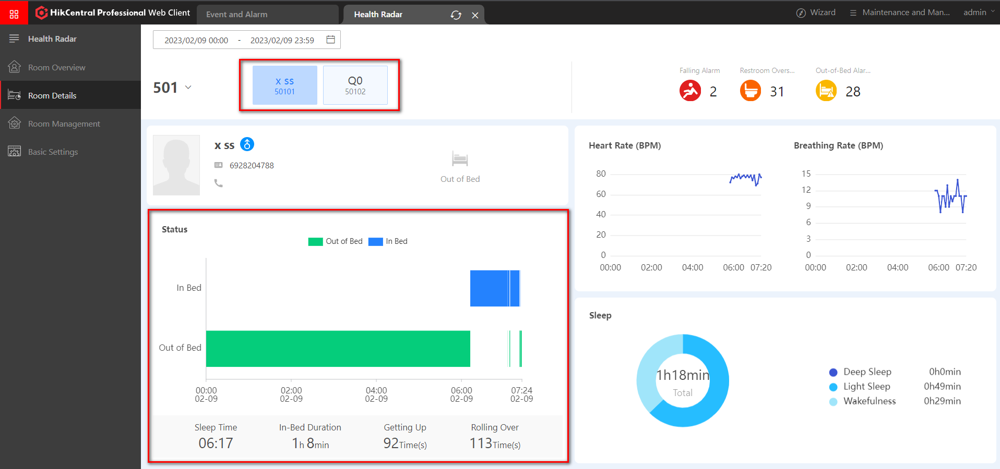 HikCentral Professional Web Client
Event and Alarm
Health Radar
Wizard
Maintenance and Man...
admin
Health Radar
Room Overview
Room Details
Room Management
Basic Settings
2023/02/09 00:00 - 2023/02/09 23:59
501
x ss
50101
Q0
50102
Falling Alarm
2
Restroom Overs...
31
Out-of-Bed Alar...
28
x ss
6928204788
Out of Bed
Status
Out of Bed
In Bed
In Bed
Out of Bed
00:00 02:00 04:00 06:00 07:24
02-09 02-09 02-09 02-09 02-09
Sleep Time
06:17
In-Bed Duration
1h 8min
Getting Up
92Time(s)
Rolling Over
113Time(s)
Heart Rate (BPM)
80
60
40
20
0
00:00 02:00 04:00 06:00 07:20
Breathing Rate (BPM)
15
12
9
6
3
0
00:00 02:00 04:00 06:00 07:20
Sleep
1h18min
Total
Deep Sleep 0h0min
Light Sleep 0h49min
Wakefulness 0h29min